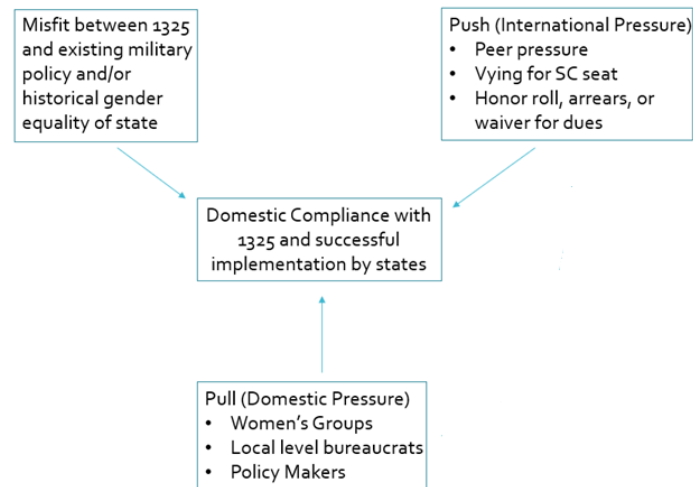 Misfit between 1325
and existing military
policy and/or
historical gender
equality of state
Push (International Pressure)
• Peer pressure
• Vying for SC seat
• Honor roll, arrears, or
waiver for dues
Domestic Compliance with
1325 and successful
implementation by states
Pull (Domestic Pressure)
• Women's Groups
• Local level bureaucrats
• Policy Makers